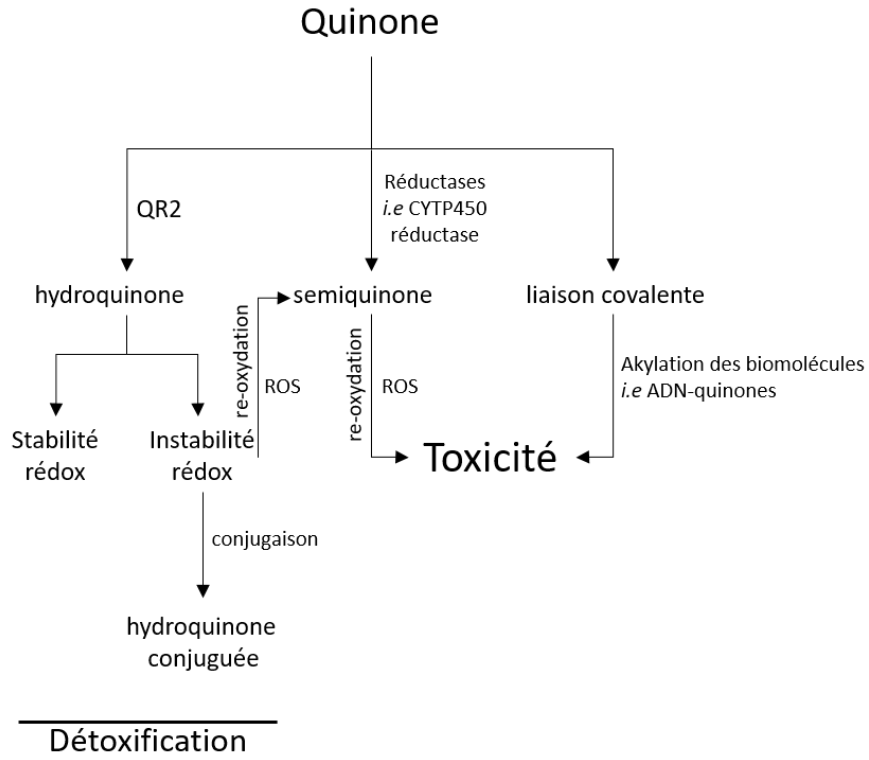 Quinone
QR2
Réductases
i.e CYTP450
réductase
hydroquinone
semiquinone
liaison covalente
re-oxydation
ROS
re-oxydation
ROS
Akylation des biomolécules
i.e ADN-quinones
Stabilité
rédox
Instabilité
rédox
Toxicité
conjugaison
hydroquinone
conjuguée
Détoxification